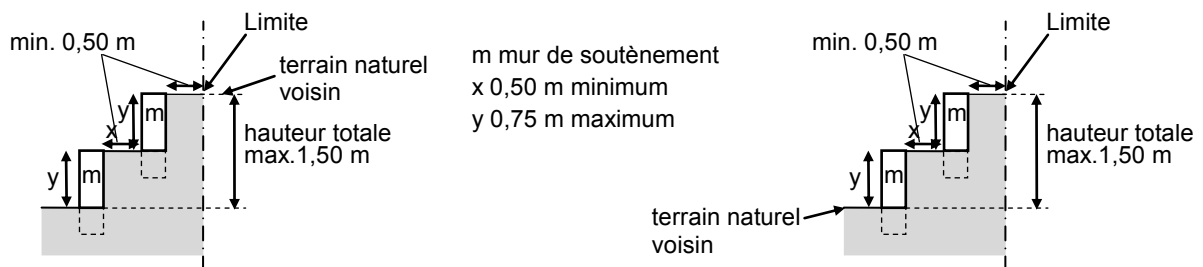 Limite
min. 0,50 m
terrain naturel
voisin
y
m
x
hauteur totale
max.1,50 m
y
m
m mur de soutènement
x 0,50 m minimum
y 0,75 m maximum
Limite
min. 0,50 m
y
m
x
hauteur totale
max.1,50 m
y
m
terrain naturel
voisin